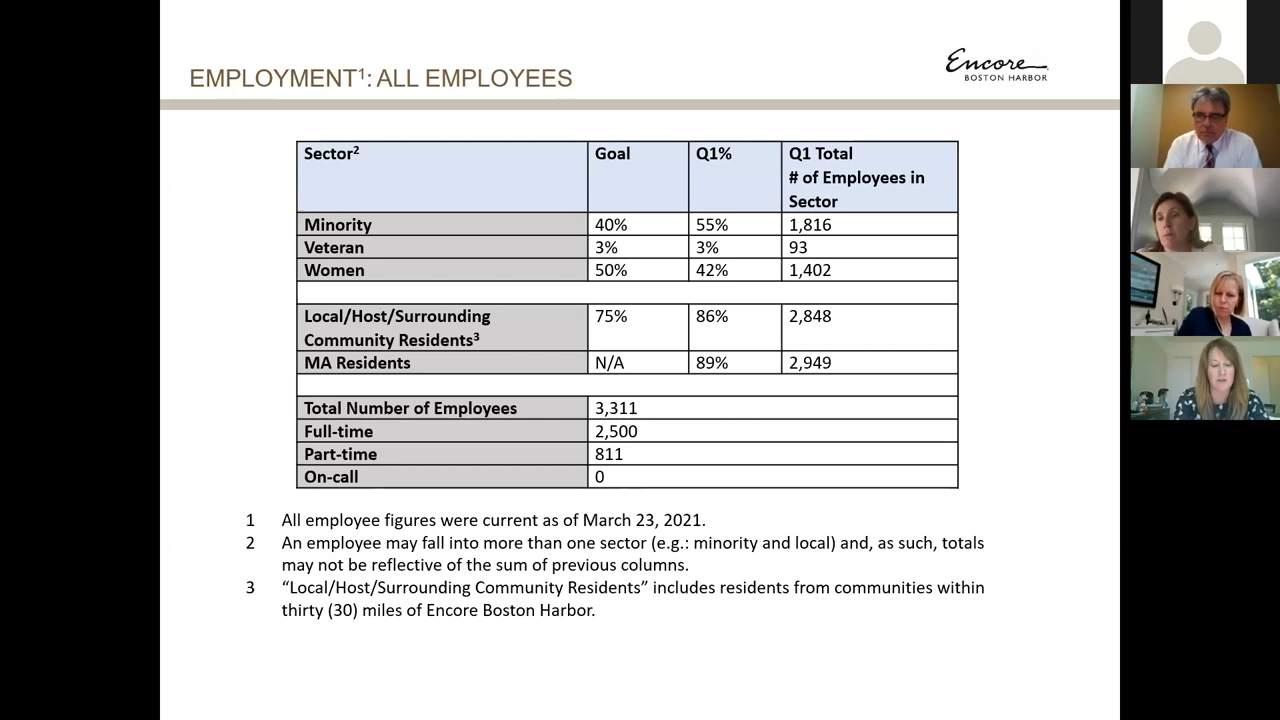 Encore
BOSTON HARBOR
EMPLOYMENT¹: ALL EMPLOYEES
Sector² Goal Q1% Q1 Total
# of Employees in
Sector
Minority 40% 55% 1,816
Veteran 3% 3% 93
Women 50% 42% 1,402
Local/Host/Surrounding 75% 86% 2,848
Community Residents³
MA Residents N/A 89% 2,949
Total Number of Employees 3,311
Full-time 2,500
Part-time 811
On-call 0
1 All employee figures were current as of March 23, 2021.
2 An employee may fall into more than one sector (e.g.: minority and local) and, as such, totals
may not be reflective of the sum of previous columns.
3 “Local/Host/Surrounding Community Residents” includes residents from communities within
thirty (30) miles of Encore Boston Harbor.